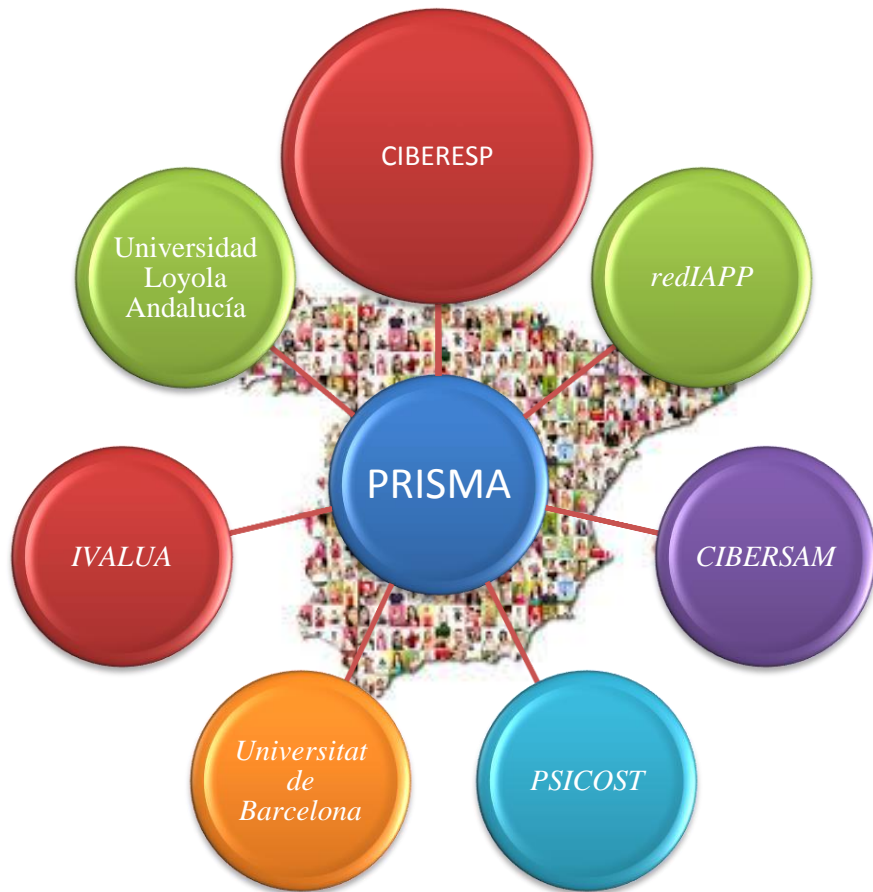 CIBERESP
Universidad
Loyola
Andalucía
redIAPP
PRISMA
IVALUA
CIBERSAM
Universitat
de
Barcelona
PSICOST